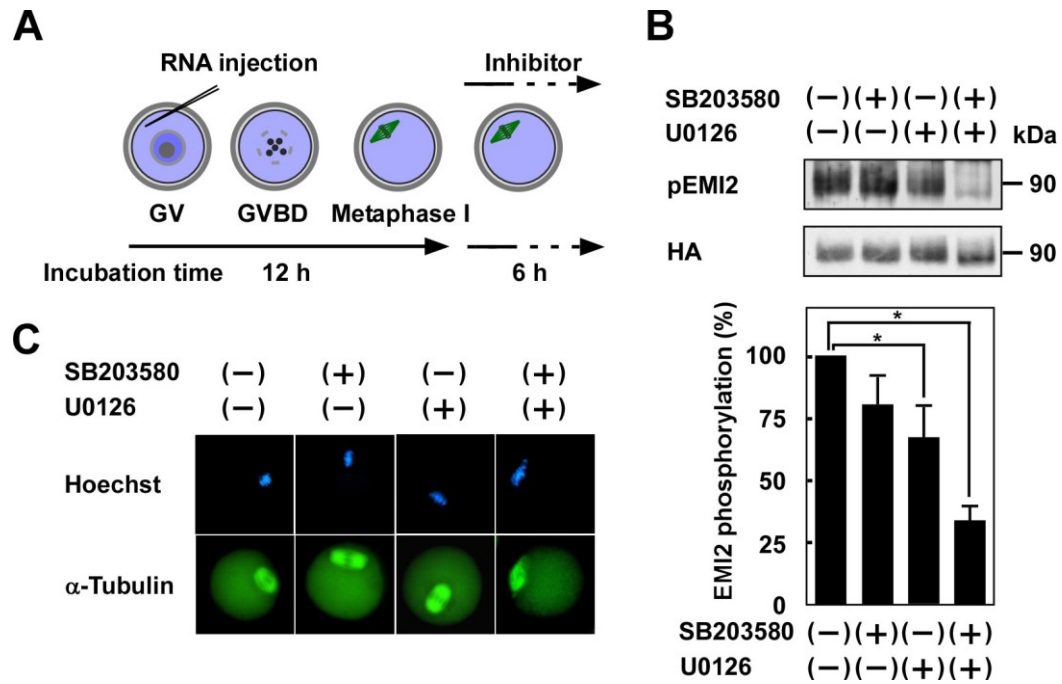 A
RNA injection
Inhibitor
GV
GVBD
Metaphase I
Incubation time
12 h
6 h
B
SB203580 (−) (+) (−) (+)
U0126 (−) (−) (+) (+) kDa
pEMI2 90
HA 90
EMI2 phosphorylation (%)
*
*
100
75
50
25
0
SB203580 (−) (+) (−) (+)
U0126 (−) (−) (+) (+)
C
SB203580 (−) (+) (−) (+)
U0126 (−) (−) (+) (+)
Hoechst
α-Tubulin